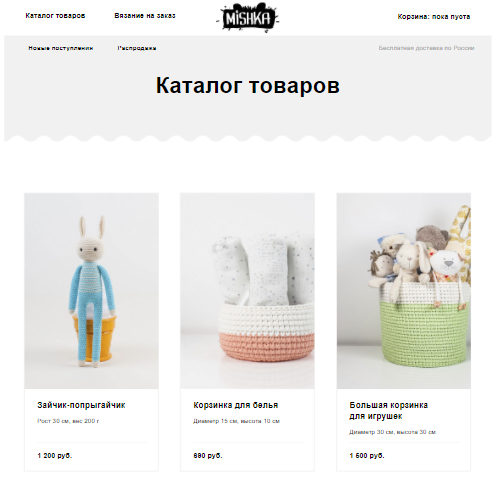 Каталог товаров
Вязание на заказ
MiSHKA
Корзина: пока пуста
Новые поступления
Распродажа
Бесплатная доставка по России
Каталог товаров
Зайчик-попрыгайчик
Рост 30 см, вес 200 г
1 200 руб.
Корзинка для белья
Диаметр 15 см, высота 10 см
690 руб.
Большая корзинка
для игрушек
Диаметр 30 см, высота 30 см
1 500 руб.